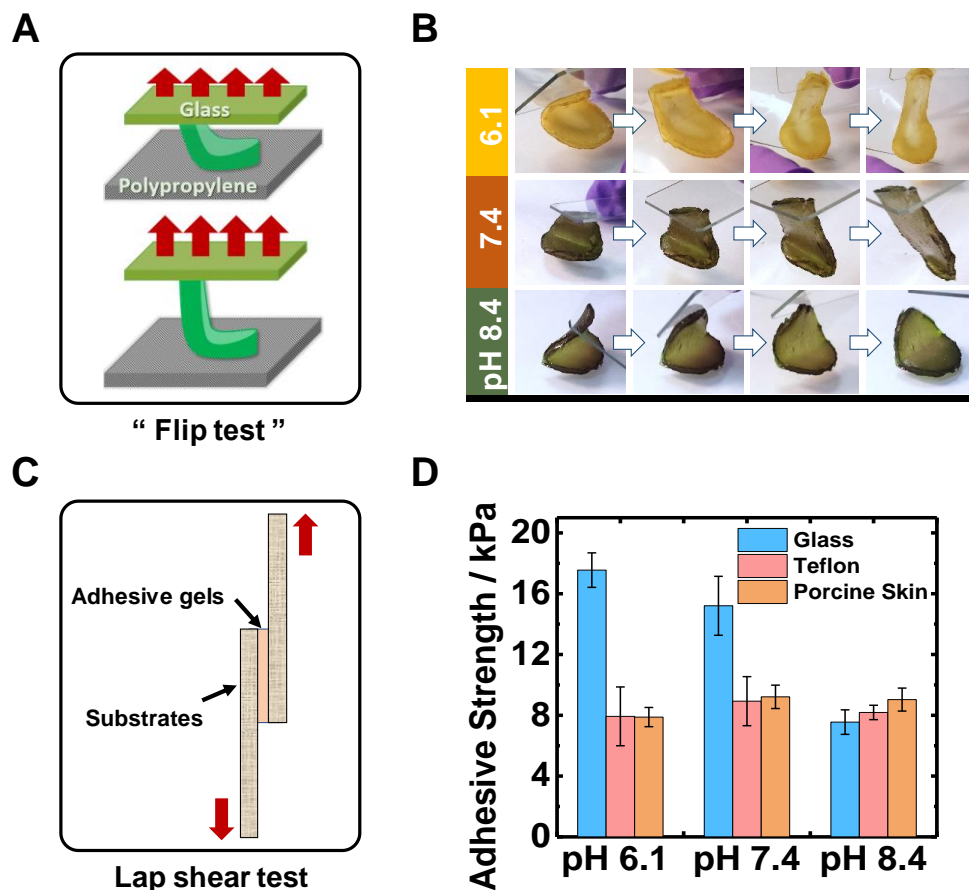 A
Glass
Polypropylene
“ Flip test ”
B
6.1
7.4
pH 8.4
C
Adhesive gels
Substrates
Lap shear test
D
Adhesive Strength / kPa
20
16
12
8
4
0
Glass
Teflon
Porcine Skin
pH 6.1 pH 7.4 pH 8.4